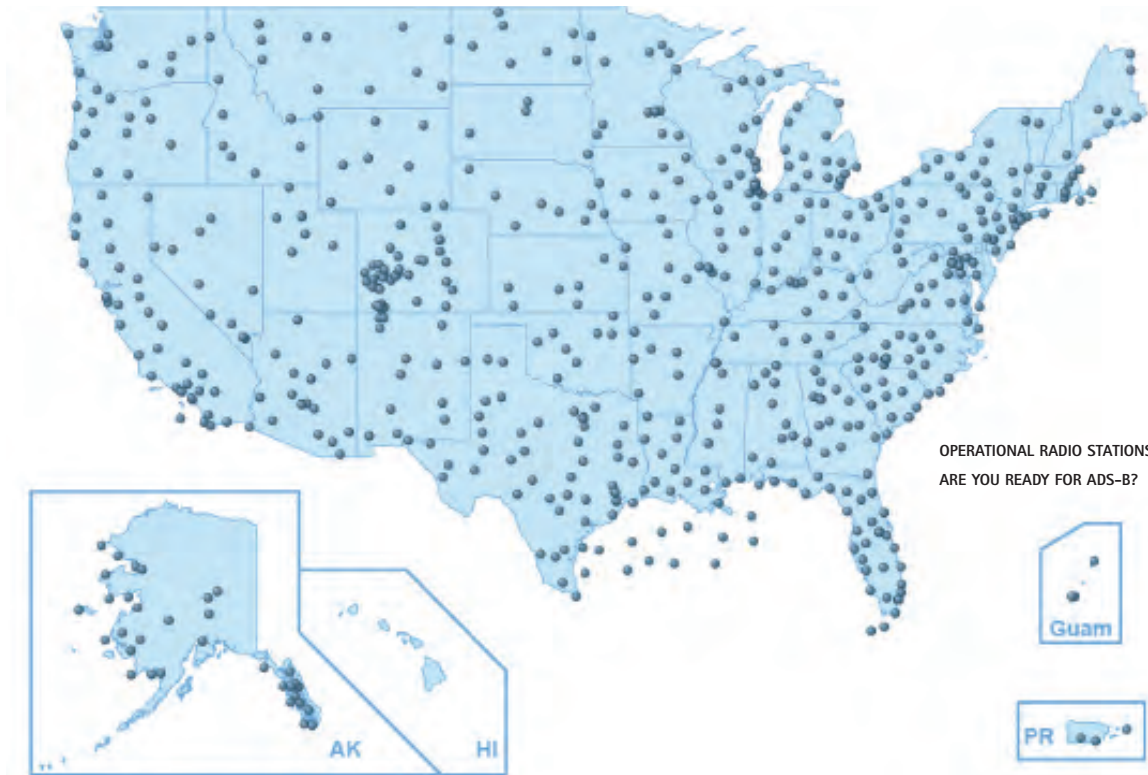 OPERATIONAL RADIO STATIONS
ARE YOU READY FOR ADS-B?
Guam
AK
HI
PR